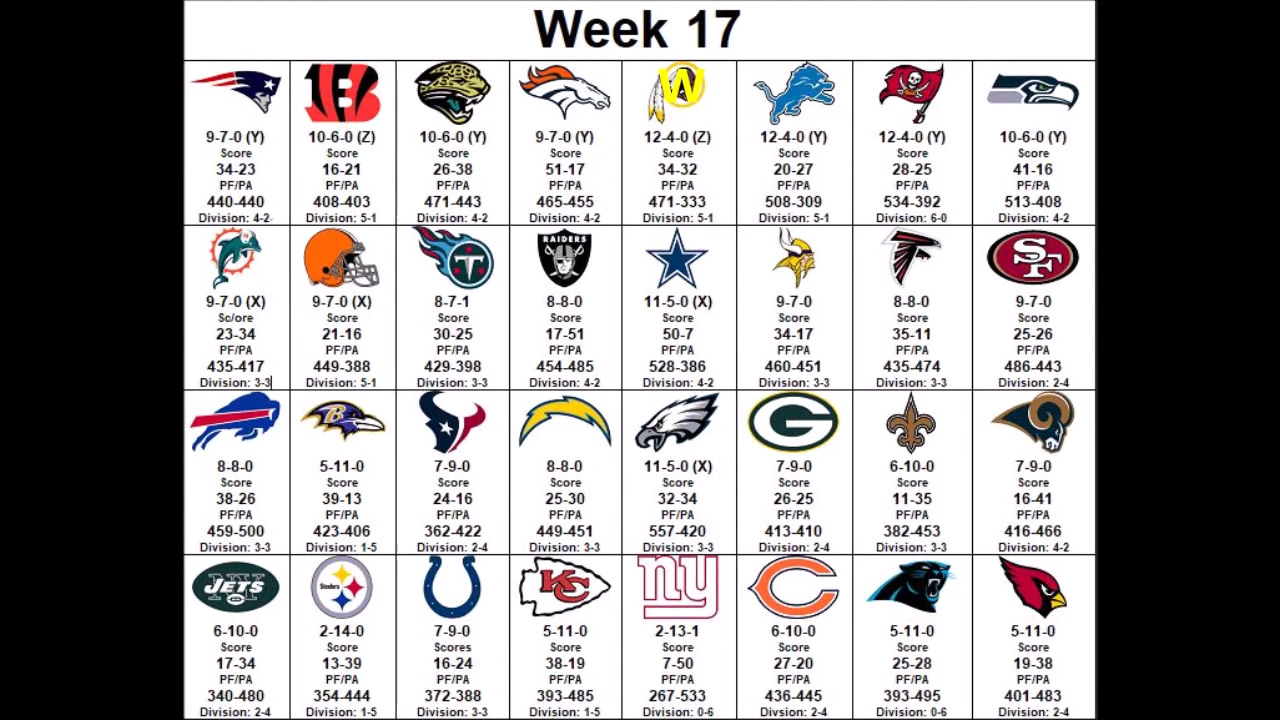 Week 17
9-7-0 (Y) 10-6-0 (Z) 10-6-0 (Y) 9-7-0 (Y) 12-4-0 (Z) 12-4-0 (Y) 12-4-0 (Y) 10-6-0 (Y)
Score Score Score Score Score Score Score Score
34-23 16-21 26-38 51-17 34-32 20-27 28-25 41-16
PF/PA PF/PA PF/PA PF/PA PF/PA PF/PA PF/PA PF/PA
440-440 408-403 471-443 465-455 471-333 508-309 534-392 513-408
Division: 4-2 Division: 5-1 Division: 4-2 Division: 4-2 Division: 5-1 Division: 5-1 Division: 6-0 Division: 4-2
RAIDERS
SF
9-7-0 (X) 9-7-0 (X) 8-7-1 8-8-0 11-5-0 (X) 9-7-0 8-8-0 9-7-0
Sc/ore Score Score Score Score Score Score Score
23-34 21-16 30-25 17-51 50-7 34-17 35-11 25-26
PF/PA PF/PA PF/PA PF/PA PF/PA PF/PA PF/PA PF/PA
435-417 449-388 429-398 454-485 528-386 460-451 435-474 486-443
Division: 3-3 Division: 5-1 Division: 3-3 Division: 4-2 Division: 4-2 Division: 3-3 Division: 3-3 Division: 2-4
8-8-0 5-11-0 7-9-0 8-8-0 11-5-0 (X) 7-9-0 6-10-0 7-9-0
Score Score Score Score Score Score Score Score
38-26 39-13 24-16 25-30 32-34 26-25 11-35 16-41
PF/PA PF/PA PF/PA PF/PA PF/PA PF/PA PF/PA PF/PA
459-500 423-406 362-422 449-451 557-420 413-410 382-453 416-466
Division: 3-3 Division: 1-5 Division: 2-4 Division: 3-3 Division: 3-3 Division: 2-4 Division: 3-3 Division: 4-2
JETS Steelers KC ny
6-10-0 2-14-0 7-9-0 5-11-0 2-13-1 6-10-0 5-11-0 5-11-0
Score Score Scores Score Score Score Score Score
17-34 13-39 16-24 38-19 7-50 27-20 25-28 19-38
PF/PA PF/PA PF/PA PF/PA PF/PA PF/PA PF/PA PF/PA
340-480 354-444 372-388 393-485 267-533 436-445 393-495 401-483
Division: 2-4 Division: 1-5 Division: 3-3 Division: 1-5 Division: 0-6 Division: 2-4 Division: 0-6 Division: 2-4